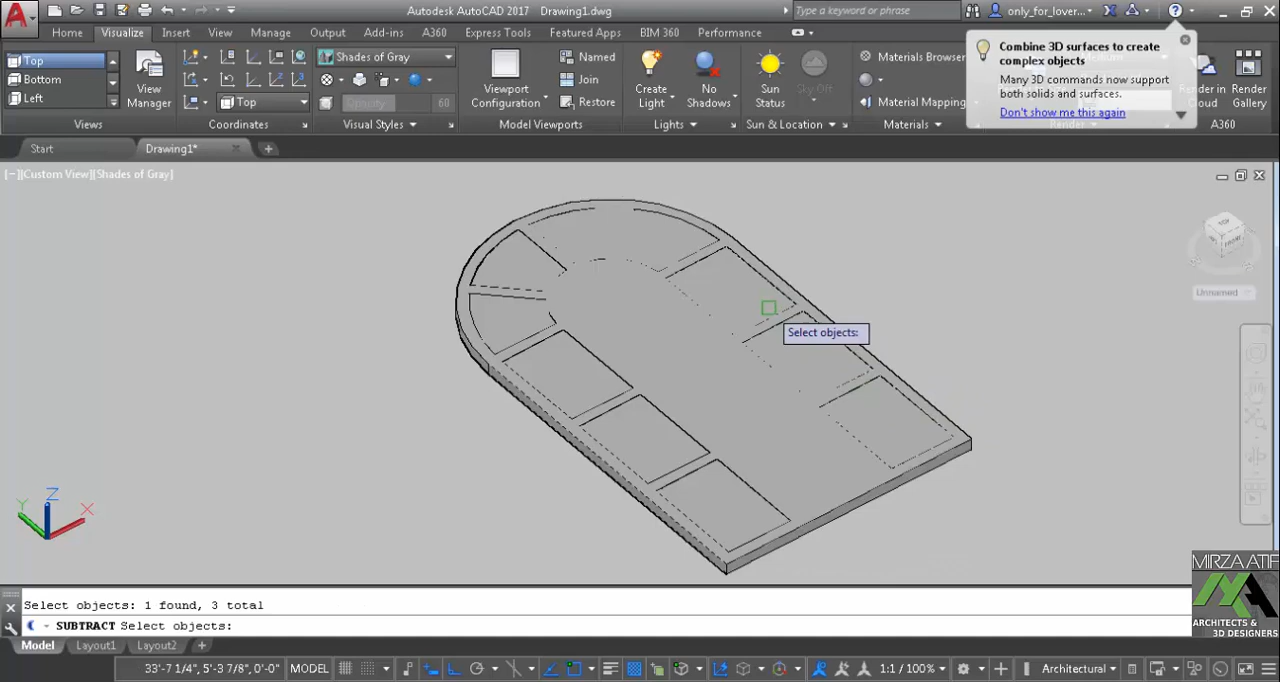 Autodesk AutoCAD 2017 Drawing1.dwg
Type a keyword or phrase
only_for_lover...
Home Visualize Insert View Manage Output Add-ins A360 Express Tools Featured Apps BIM 360 Performance
Top
Bottom
Left
View
Manager
Views
Top
Coordinates
Shades of Gray
Opacity 60
Visual Styles
Viewport
Configuration
Named
Join
Restore
Model Viewports
Create
Light
No
Shadows
Lights
Sun
Status
Sky Off
Sun & Location
Materials Browser
Material Mapping
Materials
Combine 3D surfaces to create
complex objects
Many 3D commands now support
both solids and surfaces.
Don't show me this again
Render in
Cloud
Render
Gallery
A360
Start Drawing1*
[–][Custom View][Shades of Gray]
TOP
FRONT
Unnamed
Select objects:
Z
Y
X
MIRZA ATIF
ARCHITECTS &
3D DESIGNERS
Select objects: 1 found, 3 total
SUBTRACT Select objects:
Model Layout1 Layout2
33'-7 1/4", 5'-3 7/8", 0'-0" MODEL 1:1 / 100% Architectural